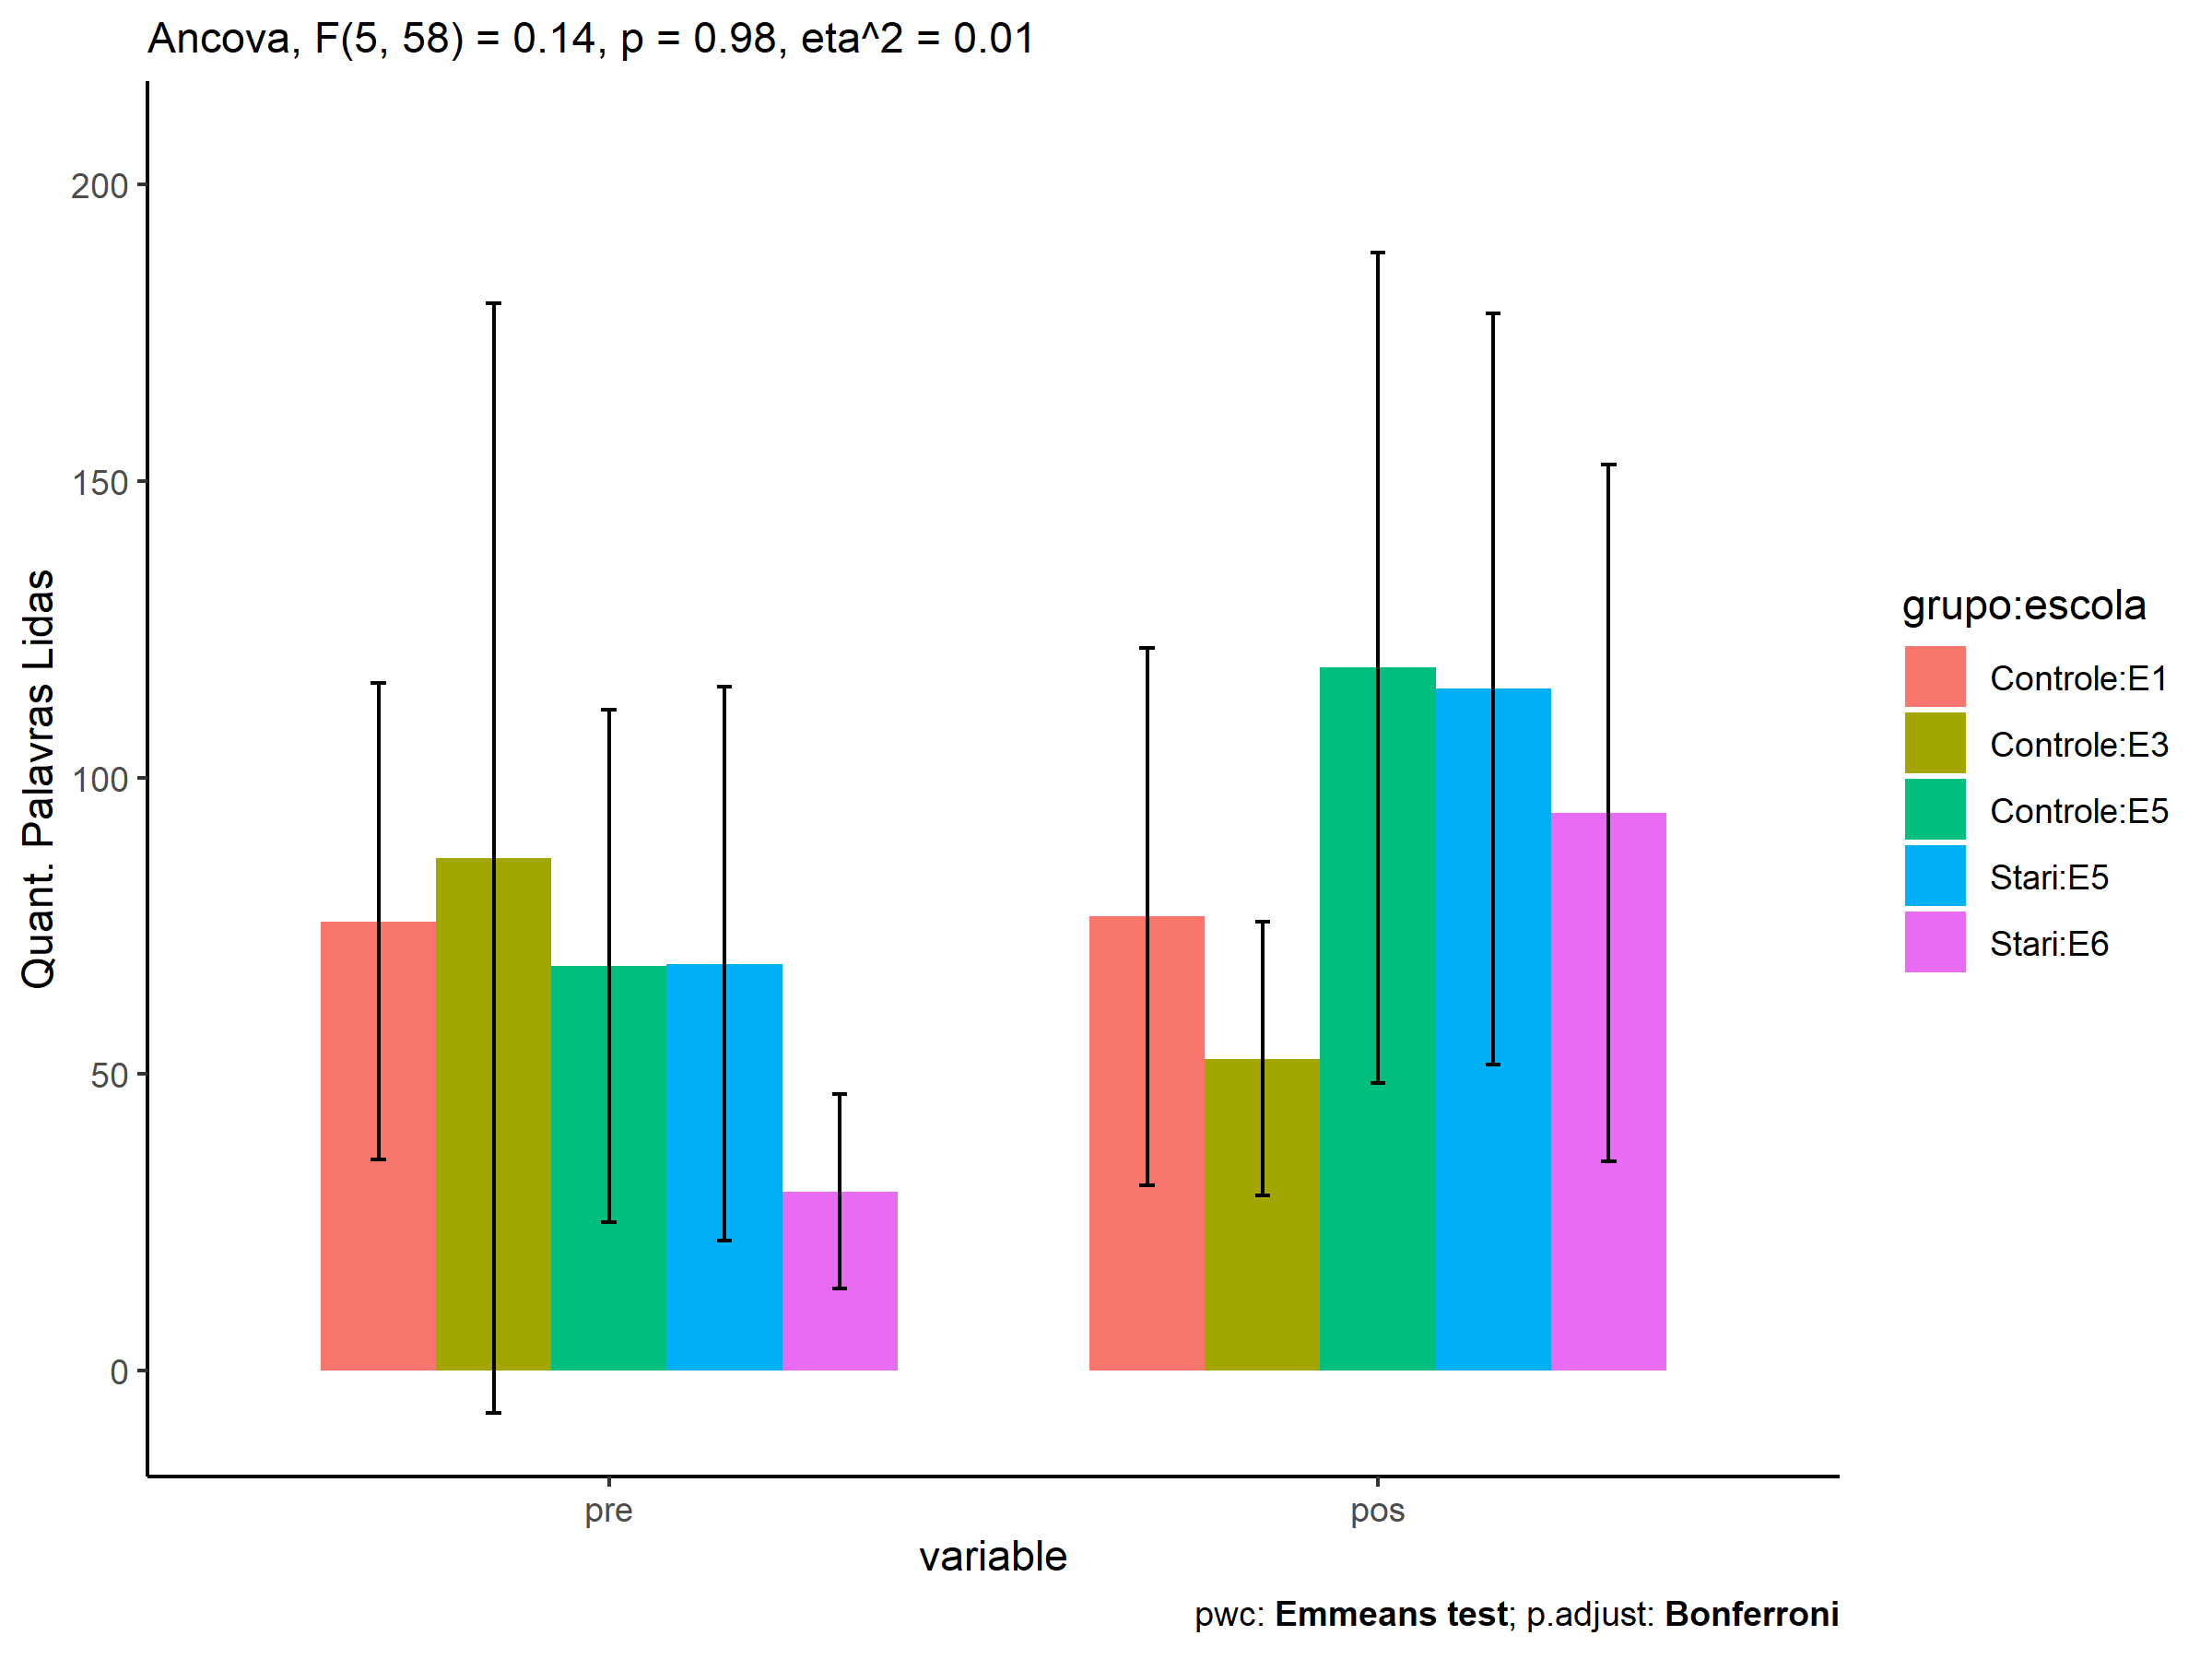 Ancova, F(5, 58) = 0.14, p = 0.98, eta^2 = 0.01
200
150
100
50
0
Quant. Palavras Lidas
pre
pos
variable
grupo:escola
Controle:E1
Controle:E3
Controle:E5
Stari:E5
Stari:E6
pwc: Emmeans test; p.adjust: Bonferroni